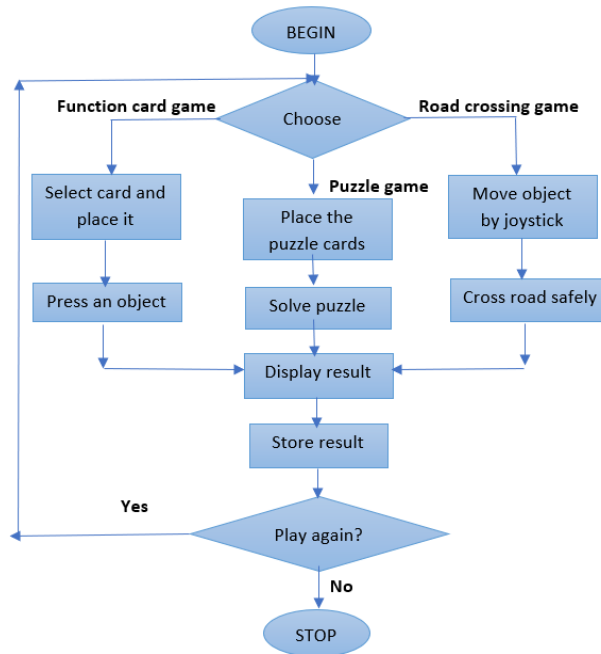 BEGIN
Function card game
Road crossing game
Choose
Puzzle game
Select card and
place it
Place the
puzzle cards
Move object
by joystick
Press an object
Solve puzzle
Cross road safely
Display result
Store result
Yes
Play again?
No
STOP